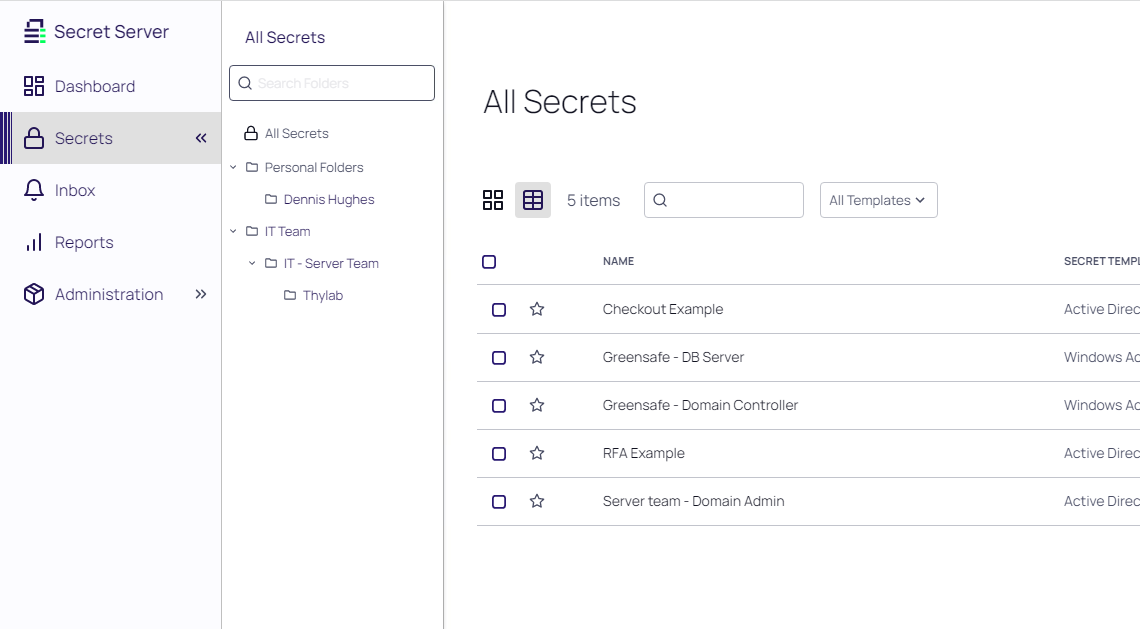 Secret Server
Dashboard
Secrets
Inbox
Reports
Administration
All Secrets
Search Folders
All Secrets
Personal Folders
Dennis Hughes
IT Team
IT - Server Team
Thylab
All Secrets
5 items
All Templates
NAME SECRET TEMPL
Checkout Example Active Direc
Greensafe - DB Server Windows Ac
Greensafe - Domain Controller Windows Ac
RFA Example Active Direc
Server team - Domain Admin Active Direc